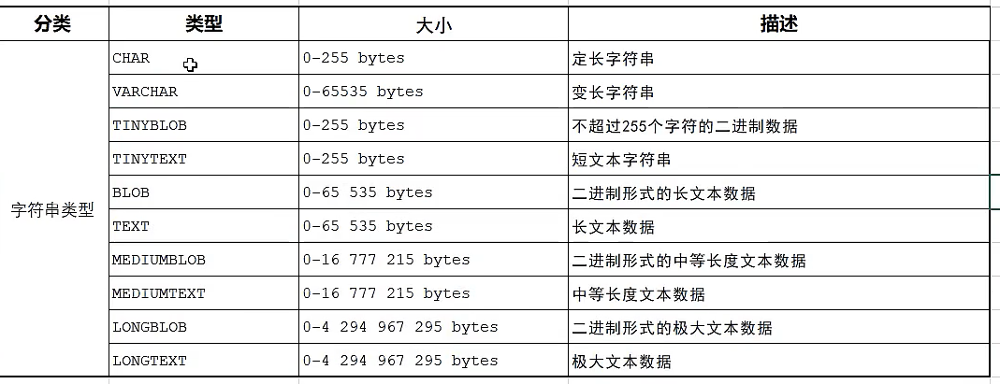 分类 类型 大小 描述
字符串类型
CHAR 0-255 bytes 定长字符串
VARCHAR 0-65535 bytes 变长字符串
TINYBLOB 0-255 bytes 不超过255个字符的二进制数据
TINYTEXT 0-255 bytes 短文本字符串
BLOB 0-65 535 bytes 二进制形式的长文本数据
TEXT 0-65 535 bytes 长文本数据
MEDIUMBLOB 0-16 777 215 bytes 二进制形式的中等长度文本数据
MEDIUMTEXT 0-16 777 215 bytes 中等长度文本数据
LONGBLOB 0-4 294 967 295 bytes 二进制形式的极大文本数据
LONGTEXT 0-4 294 967 295 bytes 极大文本数据